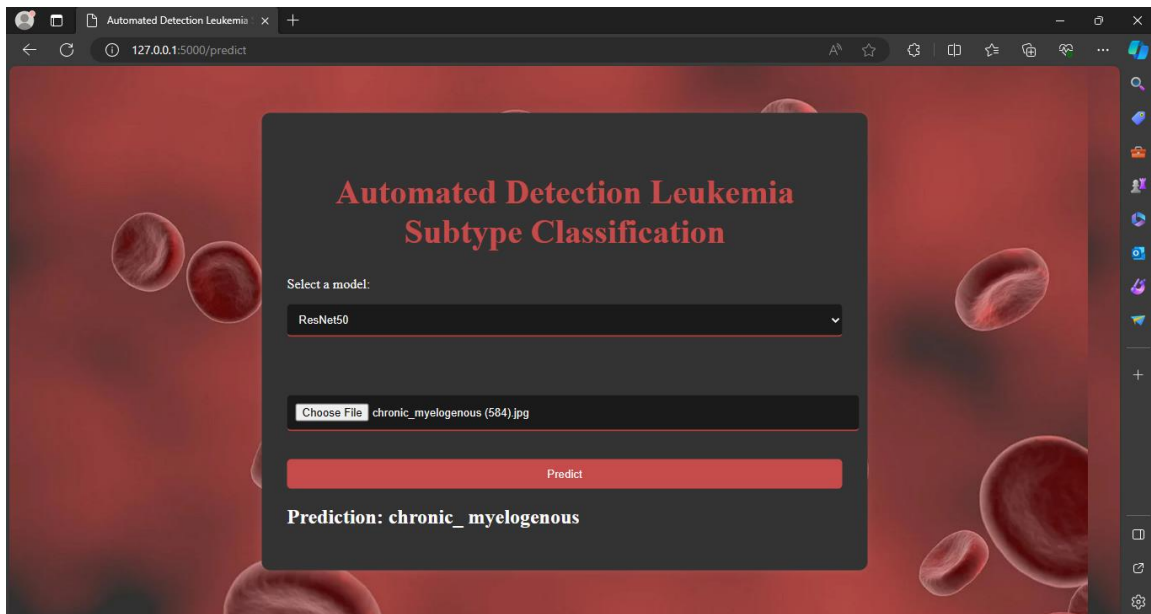 Automated Detection Leukemia
127.0.0.1:5000/predict
Automated Detection Leukemia
Subtype Classification
Select a model:
ResNet50
Choose File chronic_myelogenous (584).jpg
Predict
Prediction: chronic_ myelogenous